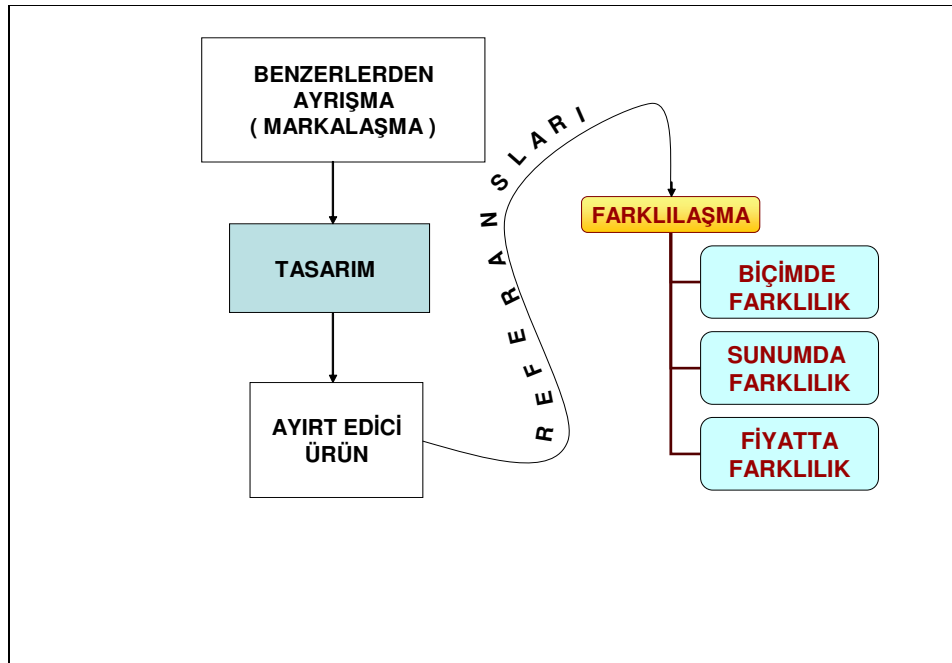 BENZERLERDEN
AYRIŞMA
( MARKALAŞMA )
TASARIM
AYIRT EDİCİ
ÜRÜN
REFERANSLARI
FARKLILAŞMA
BİÇİMDE
FARKLILIK
SUNUMDA
FARKLILIK
FİYATTA
FARKLILIK